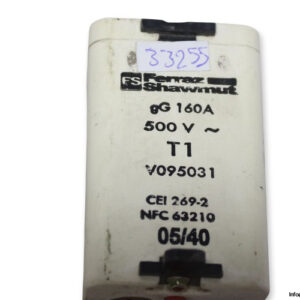 33255
FS Ferraz
Shawmut
gG 160A
500 V ~
T1
V095031
CEI 269-2
NFC 63210
05/40